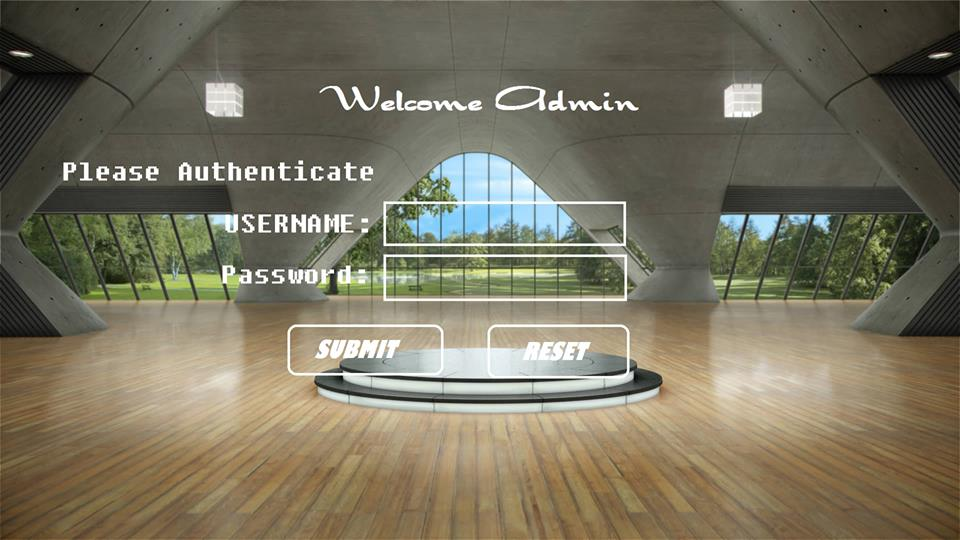 Welcome Admin
Please Authenticate
USERNAME:
Password:
SUBMIT RESET